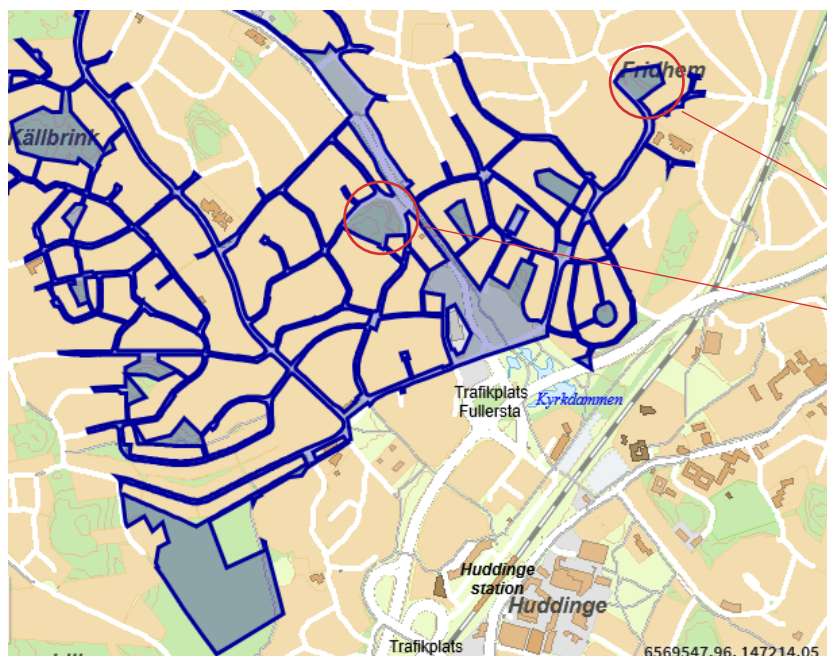 Fridhem
Källbrink
Trafikplats
Fullersta
Kyrkdammen
Huddinge
station
Huddinge
Trafikplats
6569547.96, 147214.05